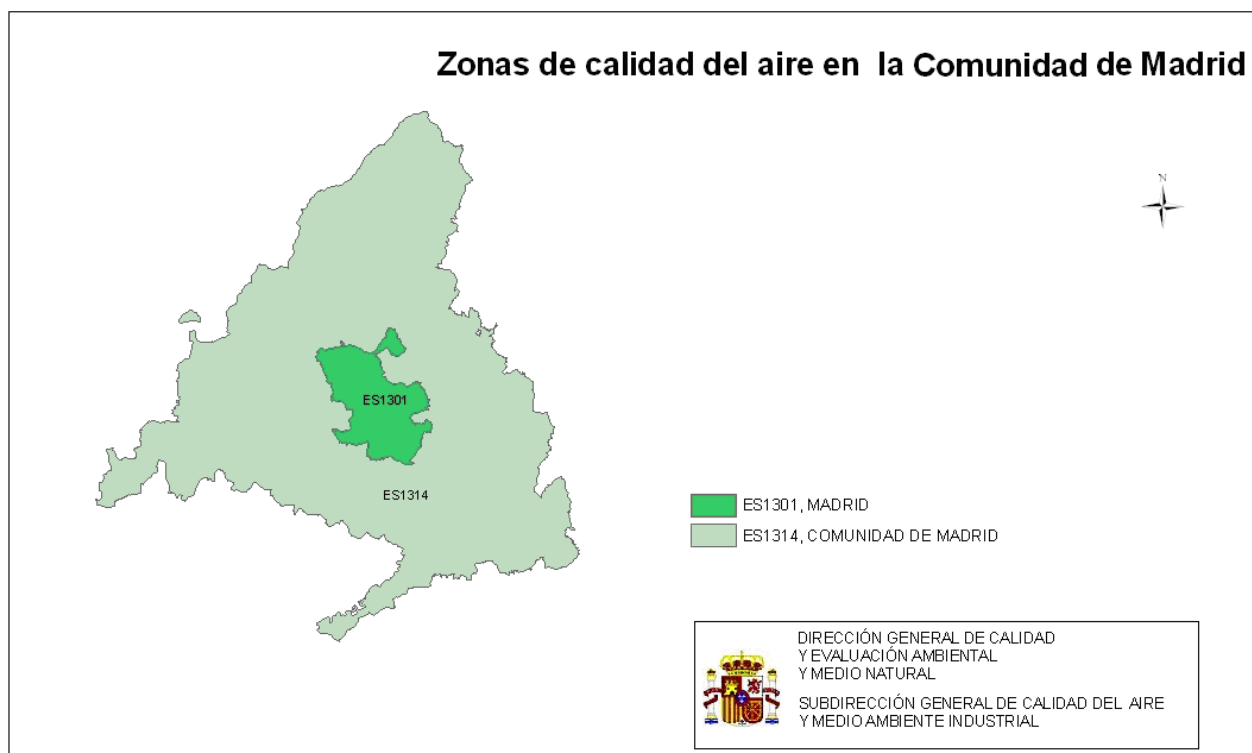 Zonas de calidad del aire en la Comunidad de Madrid
N
ES1301
ES1314
ES1301, MADRID
ES1314, COMUNIDAD DE MADRID
DIRECCIÓN GENERAL DE CALIDAD
Y EVALUACIÓN AMBIENTAL
Y MEDIO NATURAL
SUBDIRECCIÓN GENERAL DE CALIDAD DEL AIRE
Y MEDIO AMBIENTE INDUSTRIAL